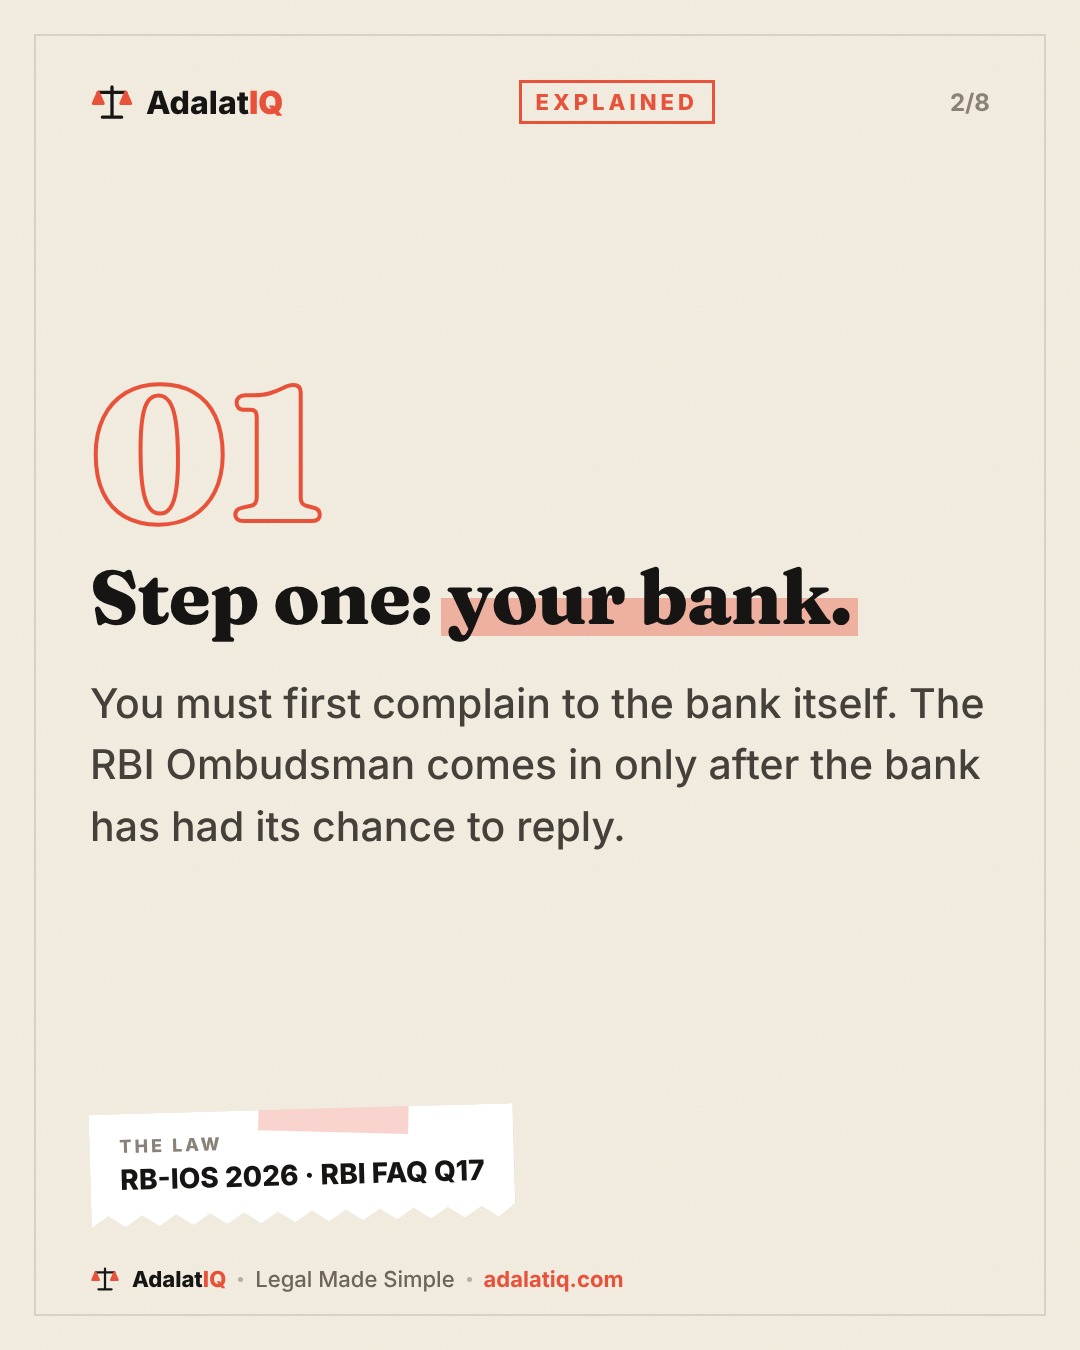 AdalatIQ
EXPLAINED
2/8
01
Step one: your bank.
You must first complain to the bank itself. The
RBI Ombudsman comes in only after the bank
has had its chance to reply.
THE LAW
RB-IOS 2026 · RBI FAQ Q17
AdalatIQ • Legal Made Simple • adalatiq.com